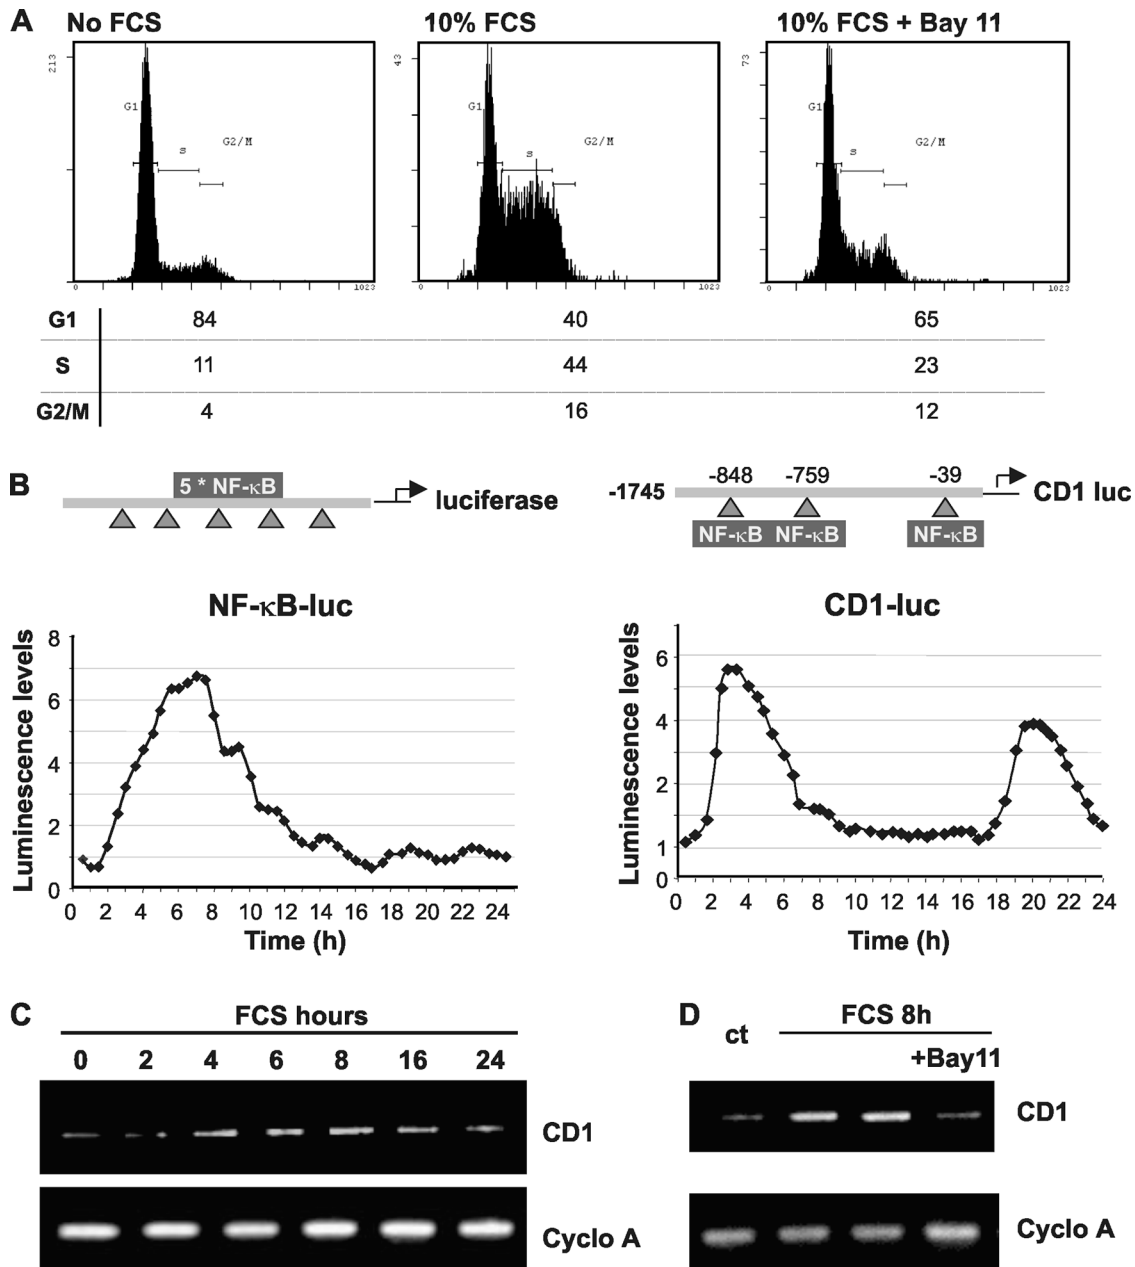 A
No FCS
10% FCS
10% FCS + Bay 11
213
G1
S
G2/M
0
1023
43
G1
S
G2/M
0
1023
73
G1
S
G2/M
0
1023
G1 84 40 65
S 11 44 23
G2/M 4 16 12
B
5 * NF-κB
luciferase
-1745
-848
-759
-39
CD1 luc
NF-κB NF-κB
NF-κB
NF-κB-luc
Luminescence levels
8
6
4
2
0
0 2 4 6 8 10 12 14 16 18 20 22 24
Time (h)
CD1-luc
Luminescence levels
6
4
2
1
0
0 2 4 6 8 10 12 14 16 18 20 22 24
Time (h)
C
FCS hours
0 2 4 6 8 16 24
CD1
Cyclo A
D
ct
FCS 8h
+Bay11
CD1
Cyclo A